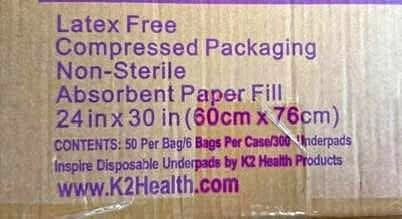 Latex Free
Compressed Packaging
Non-Sterile
Absorbent Paper Fill
24 in x 30 in (60cm x 76cm)
CONTENTS: 50 Per Bag/6 Bags Per Case/300 Underpads
Inspire Disposable Underpads by K2 Health Products
www.K2Health.com